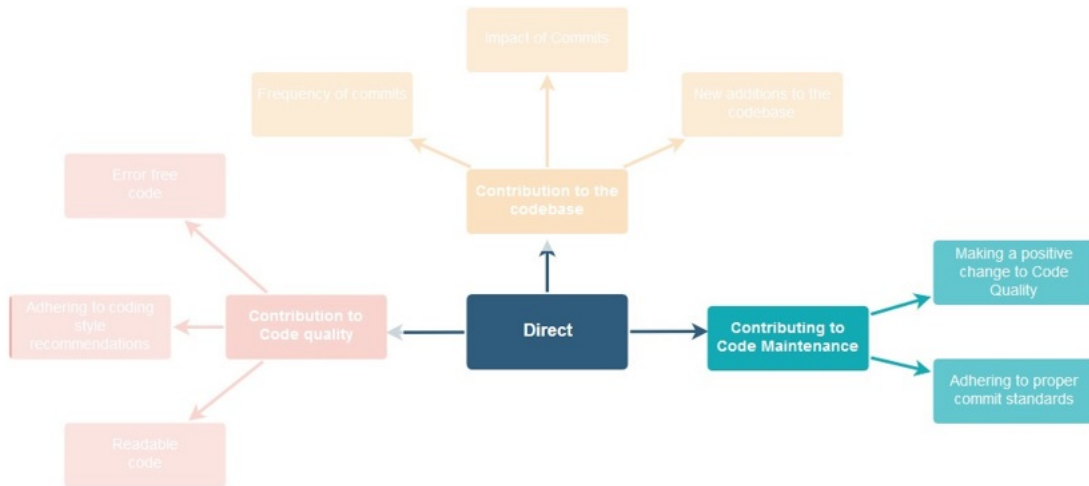 Impact of Commits
Frequency of commits
New additions to the
codebase
Error free
code
Contribution to the
codebase
Making a positive
change to Code
Quality
Adhering to coding
style
recommendations
Contribution to
Code quality
Direct
Contributing to
Code Maintenance
Adhering to proper
commit standards
Readable
code